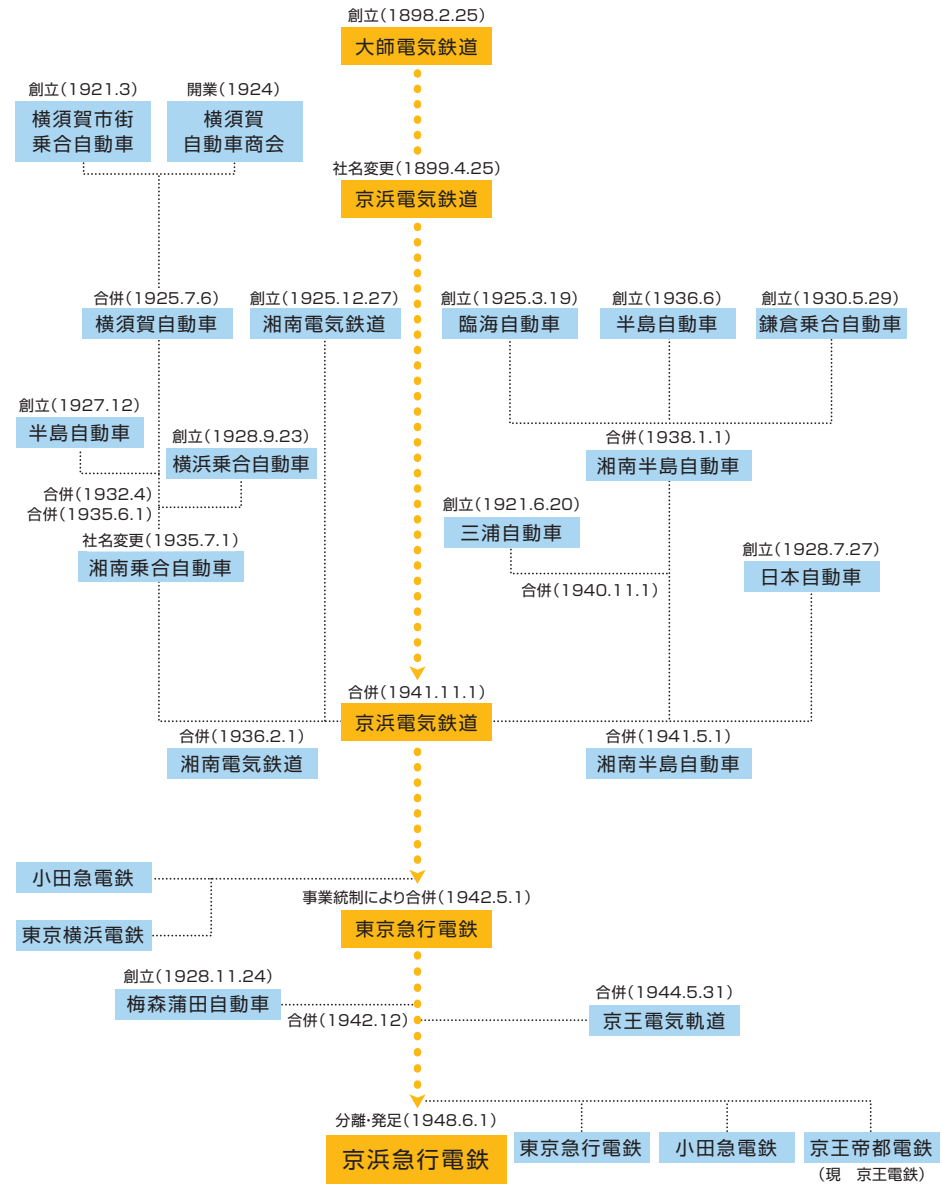 創立(1898.2.25)
大師電気鉄道
創立(1921.3)
横須賀市街
乗合自動車
開業(1924)
横須賀
自動車商会
社名変更(1899.4.25)
京浜電気鉄道
合併(1925.7.6)
横須賀自動車
創立(1925.12.27)
湘南電気鉄道
創立(1925.3.19)
臨海自動車
創立(1936.6)
半島自動車
創立(1930.5.29)
鎌倉乗合自動車
創立(1927.12)
半島自動車
創立(1928.9.23)
横浜乗合自動車
合併(1932.4)
合併(1935.6.1)
社名変更(1935.7.1)
湘南乗合自動車
合併(1938.1.1)
湘南半島自動車
創立(1921.6.20)
三浦自動車
合併(1940.11.1)
創立(1928.7.27)
日本自動車
合併(1941.11.1)
京浜電気鉄道
合併(1936.2.1)
湘南電気鉄道
合併(1941.5.1)
湘南半島自動車
小田急電鉄
東京横浜電鉄
事業統制により合併(1942.5.1)
東京急行電鉄
創立(1928.11.24)
梅森蒲田自動車
合併(1942.12)
合併(1944.5.31)
京王電気軌道
分離・発足(1948.6.1)
京浜急行電鉄
東京急行電鉄
小田急電鉄
京王帝都電鉄
(現 京王電鉄)